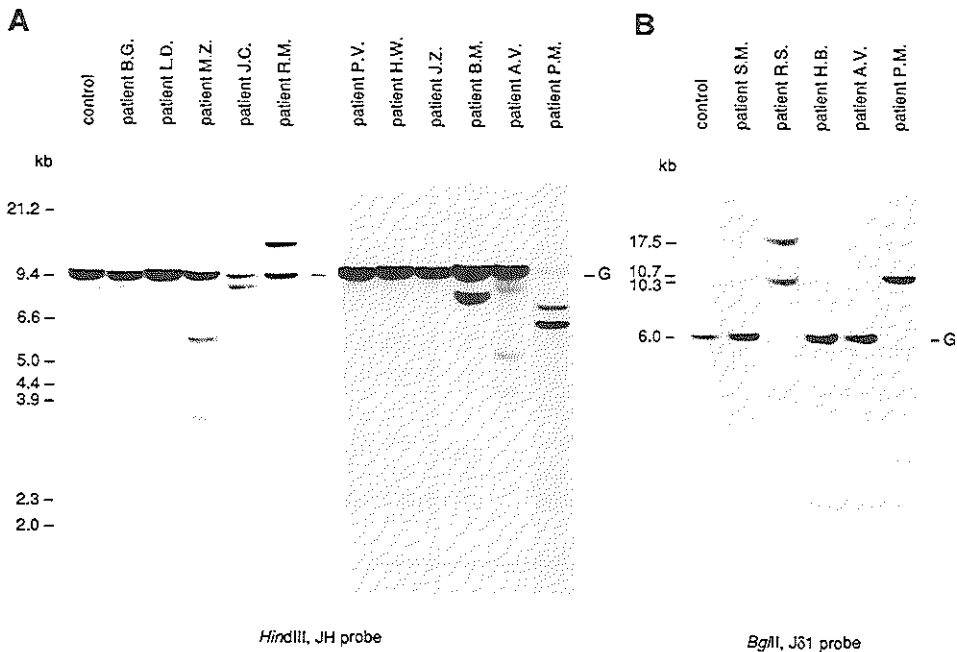 A
control
patient B.G.
patient L.D.
patient M.Z.
patient J.C.
patient R.M.
patient P.V.
patient H.W.
patient J.Z.
patient B.M.
patient A.V.
patient P.M.
kb
21.2 –
9.4 –
6.6 –
5.0 –
4.4 –
3.9 –
2.3 –
2.0 –
– G
HindIII, JH probe
B
control
patient S.M.
patient R.S.
patient H.B.
patient A.V.
patient P.M.
kb
17.5 –
10.7 –
10.3 –
6.0 –
– G
BglII, Jδ1 probe